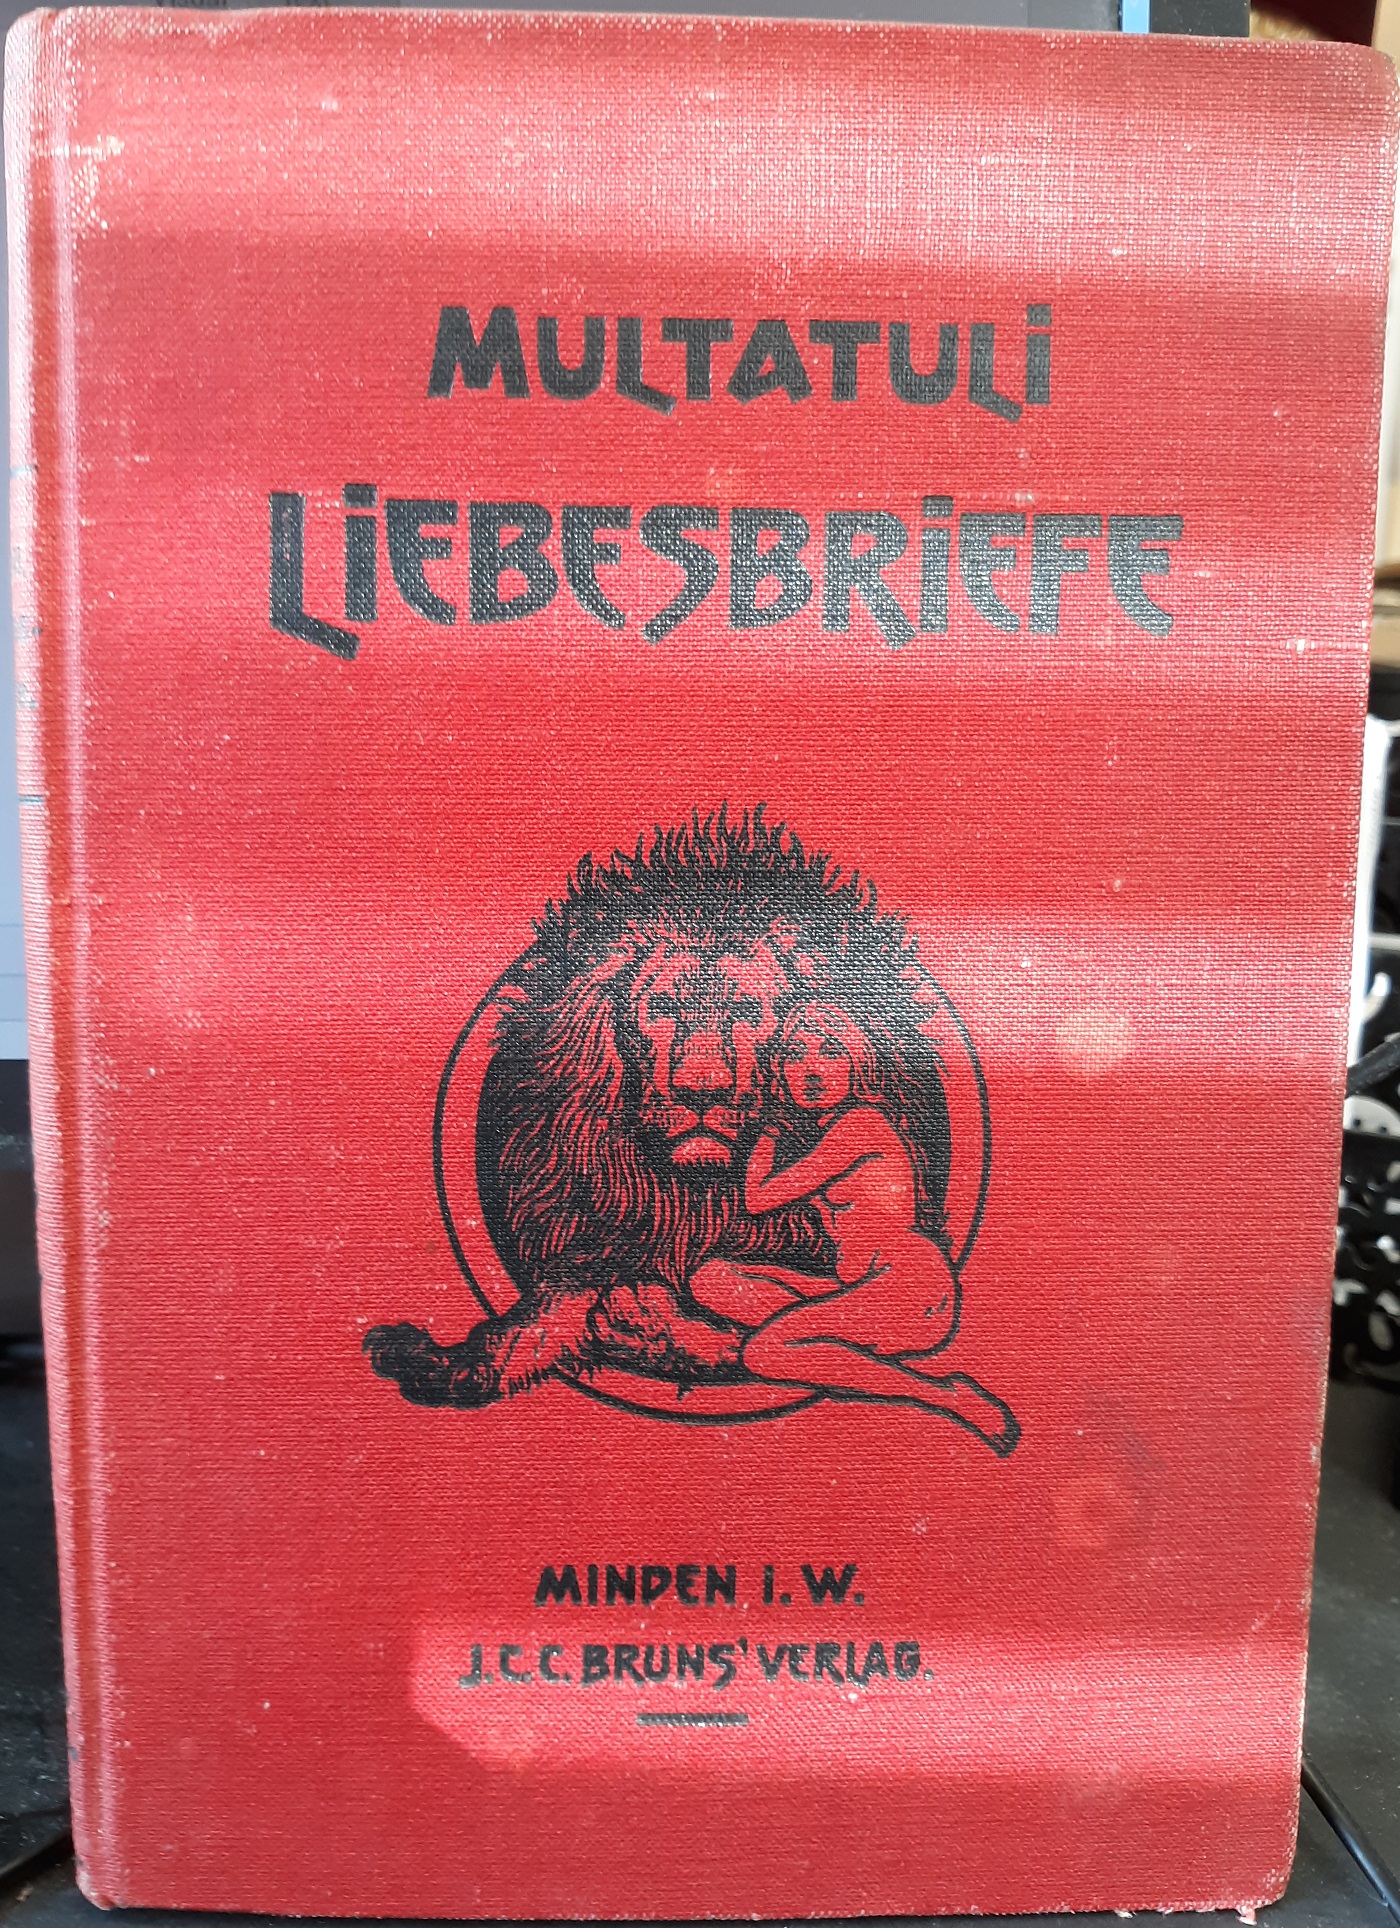 MULTATULi
LiEBESBRiEFE
MINDEN I. W.
J. C. C. BRUNS' VERLAG.